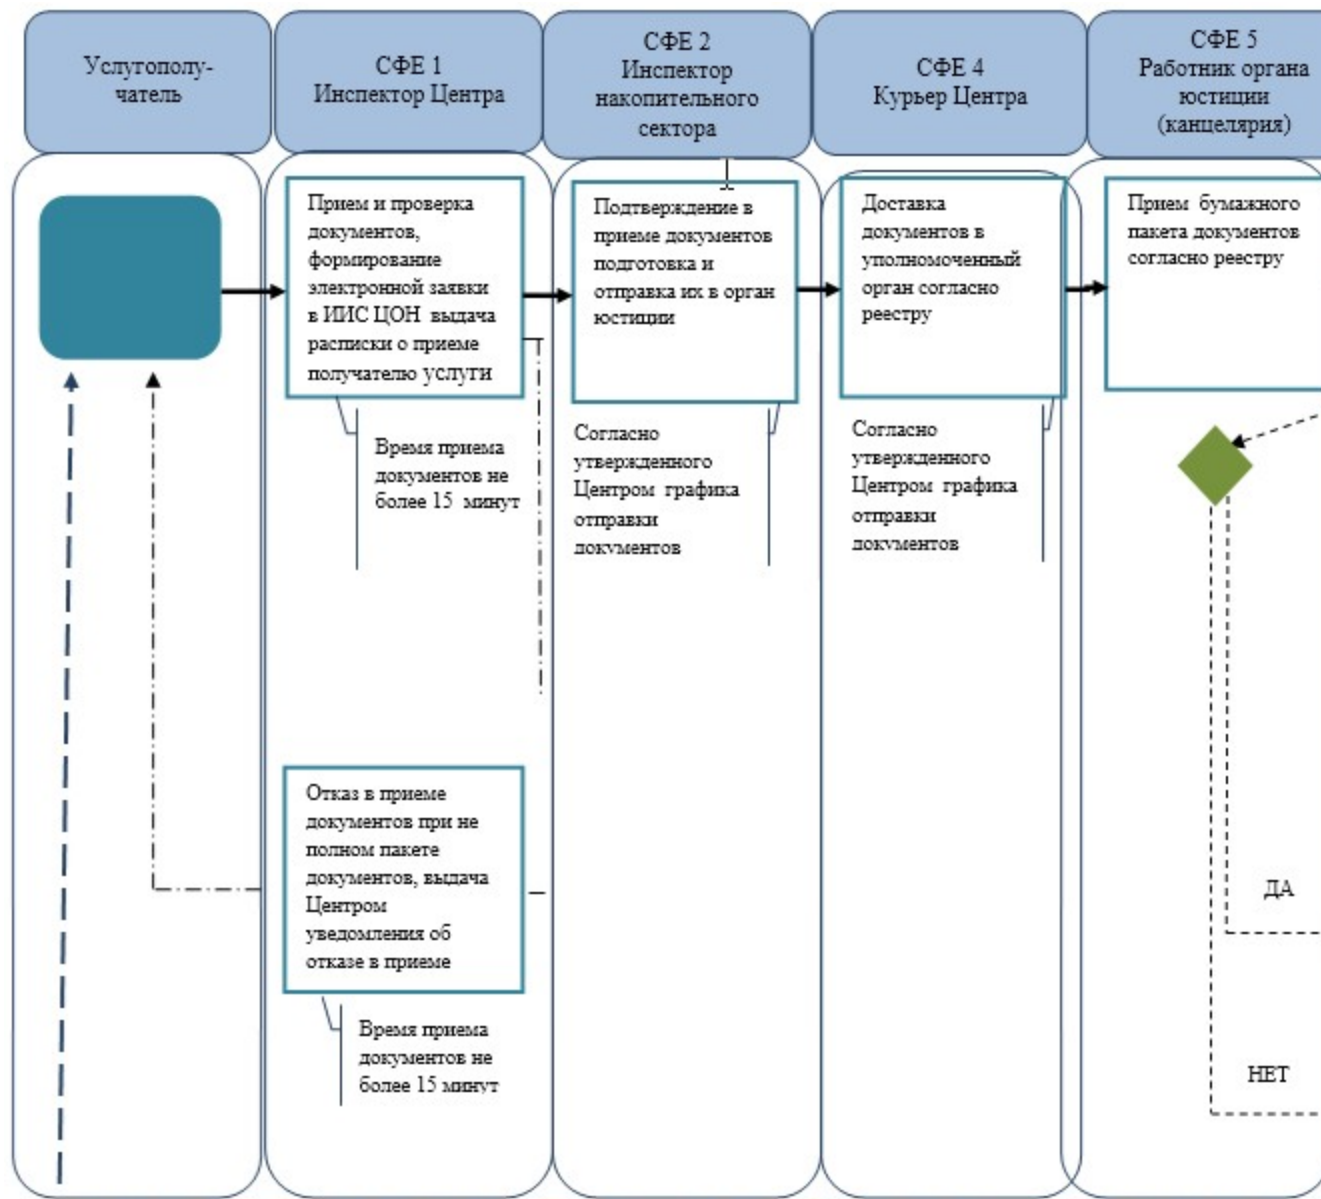 Услугополу-
чатель
СФЕ 1
Инспектор Центра
СФЕ 2
Инспектор
накопительного
сектора
СФЕ 4
Курьер Центра
СФЕ 5
Работник органа
юстиции
(канцелярия)
Прием и проверка
документов,
формирование
электронной заявки
в ИИС ЦОН выдача
расписки о приеме
получателю услуги
Подтверждение в
приеме документов
подготовка и
отправка их в орган
юстиции
Доставка
документов в
уполномоченный
орган согласно
реестру
Прием бумажного
пакета документов
согласно реестру
Время приема
документов не
более 15 минут
Согласно
утвержденного
Центром графика
отправки
документов
Согласно
утвержденного
Центром графика
отправки
документов
Отказ в приеме
документов при не
полном пакете
документов, выдача
Центром
уведомления об
отказе в приеме
Время приема
документов не
более 15 минут
ДА
НЕТ